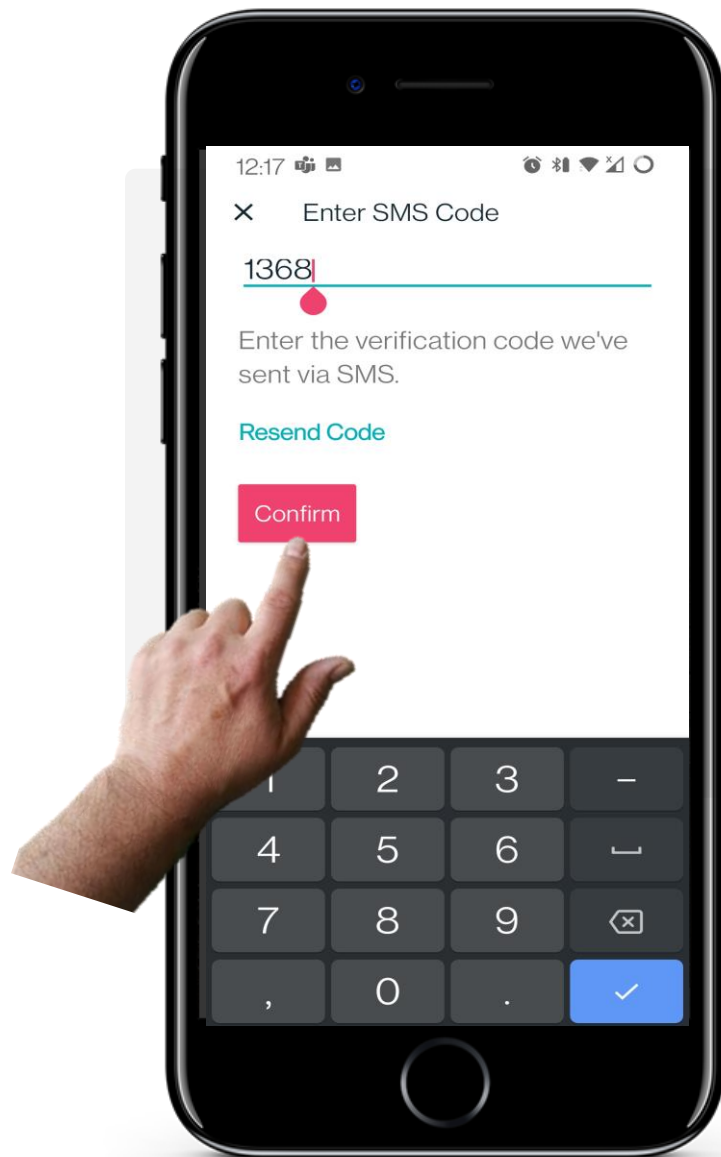 12:17
Enter SMS Code
1368
Enter the verification code we've
sent via SMS.
Resend Code
Confirm
1 2 3 –
4 5 6
7 8 9
, 0 .